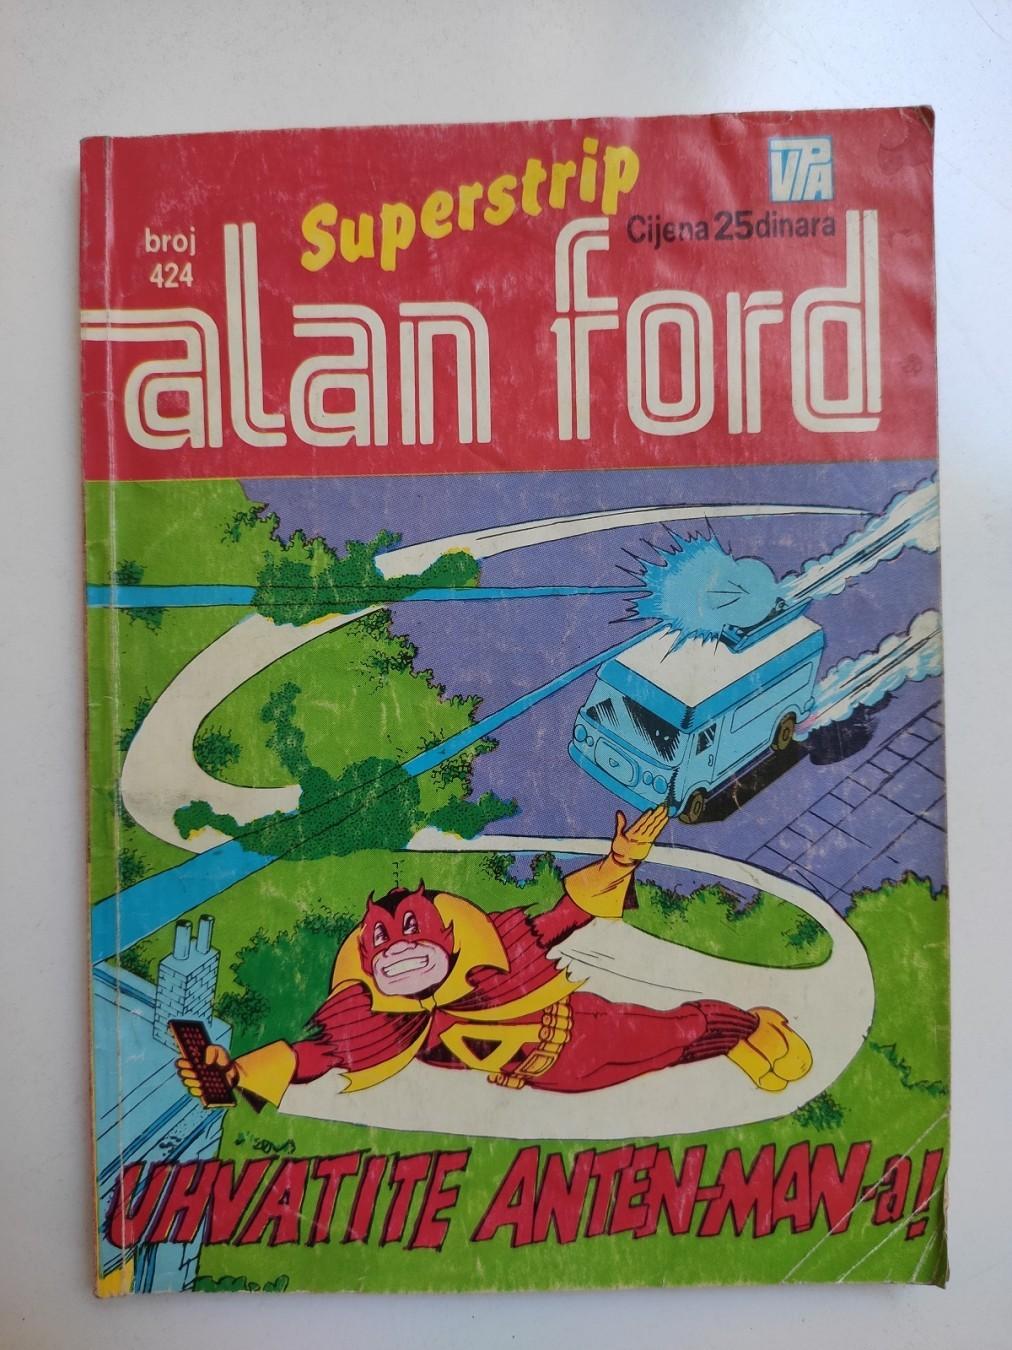 Superstrip
VPA
Cijena 25 dinara
broj
424
alan ford
A
UHVATITE ANTEN-MAN-a!